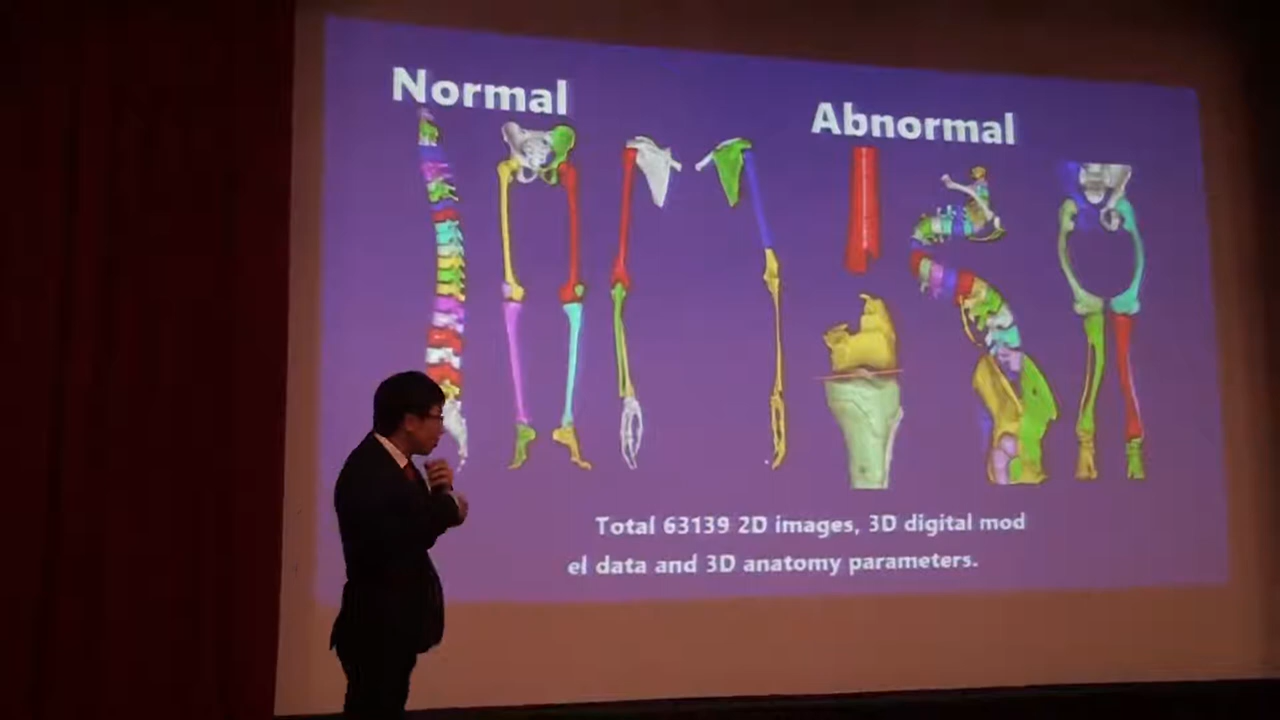 Normal
Abnormal
Total 63139 2D images, 3D digital mod
el data and 3D anatomy parameters.